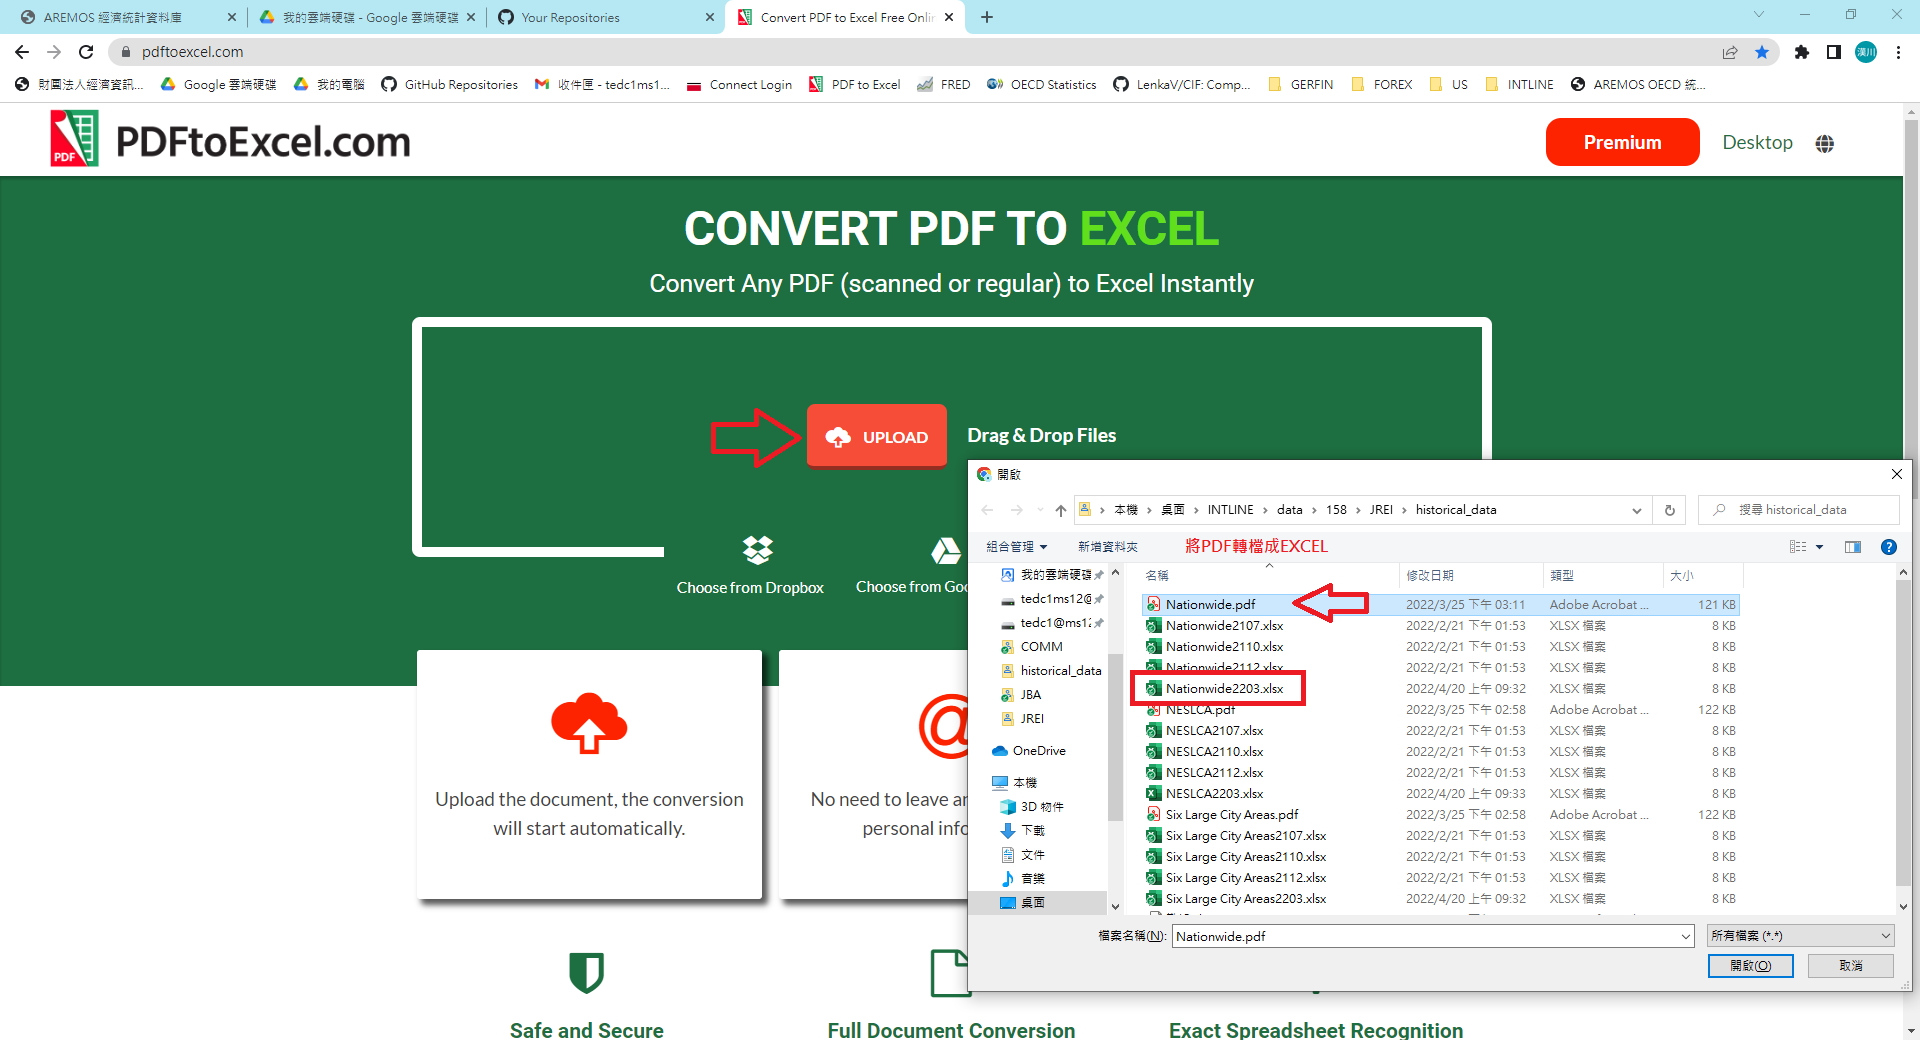 AREMOS 經濟統計資料庫
我的雲端硬碟 - Google 雲端硬碟
Your Repositories
Convert PDF to Excel Free Onlin
pdftoexcel.com
漢川
財團法人經濟資訊...
Google 雲端硬碟
我的電腦
GitHub Repositories
收件匣 - tedc1ms1...
Connect Login
PDF to Excel
FRED
OECD Statistics
LenkaV/CIF: Comp...
GERFIN
FOREX
US
INTLINE
AREMOS OECD 統...
PDF
PDFtoExcel.com
Premium
Desktop
CONVERT PDF TO EXCEL
Convert Any PDF (scanned or regular) to Excel Instantly
UPLOAD
Drag & Drop Files
Choose from Dropbox
Choose from Goo
Upload the document, the conversion
will start automatically.
@
No need to leave an
personal info
Safe and Secure
Full Document Conversion
Exact Spreadsheet Recognition
開啟
本機 › 桌面 › INTLINE › data › 158 › JREI › historical_data
搜尋 historical_data
組合管理
新增資料夾
將PDF轉檔成EXCEL
我的雲端硬碟
tedc1ms12@
tedc1@ms12
COMM
historical_data
JBA
JREI
OneDrive
本機
3D 物件
下載
文件
音樂
桌面
名稱 修改日期 類型 大小
Nationwide.pdf 2022/3/25 下午 03:11 Adobe Acrobat ... 121 KB
Nationwide2107.xlsx 2022/2/21 下午 01:53 XLSX 檔案 8 KB
Nationwide2110.xlsx 2022/2/21 下午 01:53 XLSX 檔案 8 KB
Nationwide2112.xlsx 2022/2/21 下午 01:53 XLSX 檔案 8 KB
Nationwide2203.xlsx 2022/4/20 上午 09:32 XLSX 檔案 8 KB
NESLCA.pdf 2022/3/25 下午 02:58 Adobe Acrobat ... 122 KB
NESLCA2107.xlsx 2022/2/21 下午 01:53 XLSX 檔案 8 KB
NESLCA2110.xlsx 2022/2/21 下午 01:53 XLSX 檔案 8 KB
NESLCA2112.xlsx 2022/2/21 下午 01:53 XLSX 檔案 8 KB
NESLCA2203.xlsx 2022/4/20 上午 09:33 XLSX 檔案 8 KB
Six Large City Areas.pdf 2022/3/25 下午 02:58 Adobe Acrobat ... 122 KB
Six Large City Areas2107.xlsx 2022/2/21 下午 01:53 XLSX 檔案 8 KB
Six Large City Areas2110.xlsx 2022/2/21 下午 01:53 XLSX 檔案 8 KB
Six Large City Areas2112.xlsx 2022/2/21 下午 01:53 XLSX 檔案 8 KB
Six Large City Areas2203.xlsx 2022/4/20 上午 09:32 XLSX 檔案 8 KB
檔案名稱(N): Nationwide.pdf
所有檔案 (*.*)
開啟(O)
取消